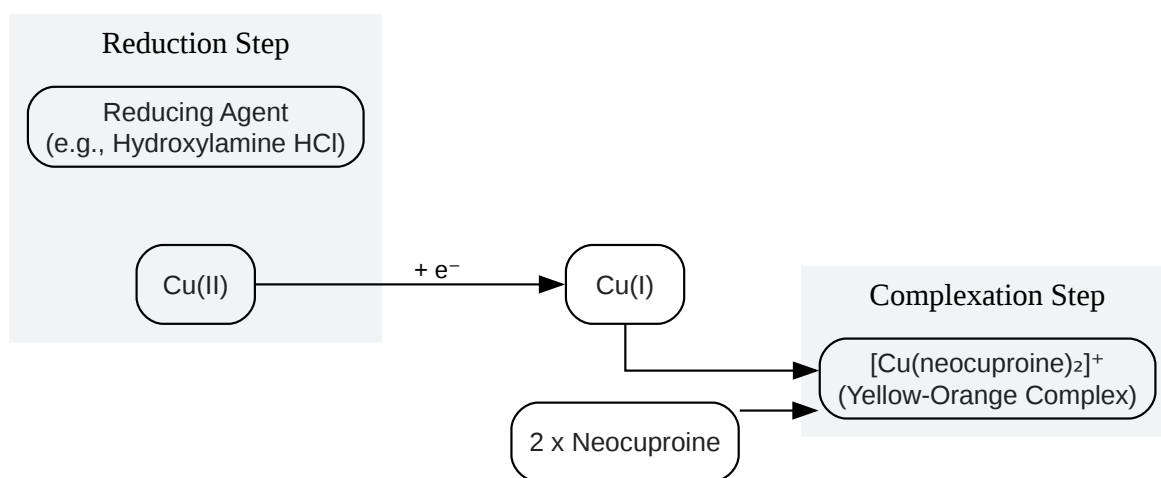 Reduction Step
Reducing Agent
(e.g., Hydroxylamine HCl)
Cu(II)
+ e⁻
Cu(I)
Complexation Step
[Cu(neocuproine)₂]⁺
(Yellow-Orange Complex)
2 x Neocuproine